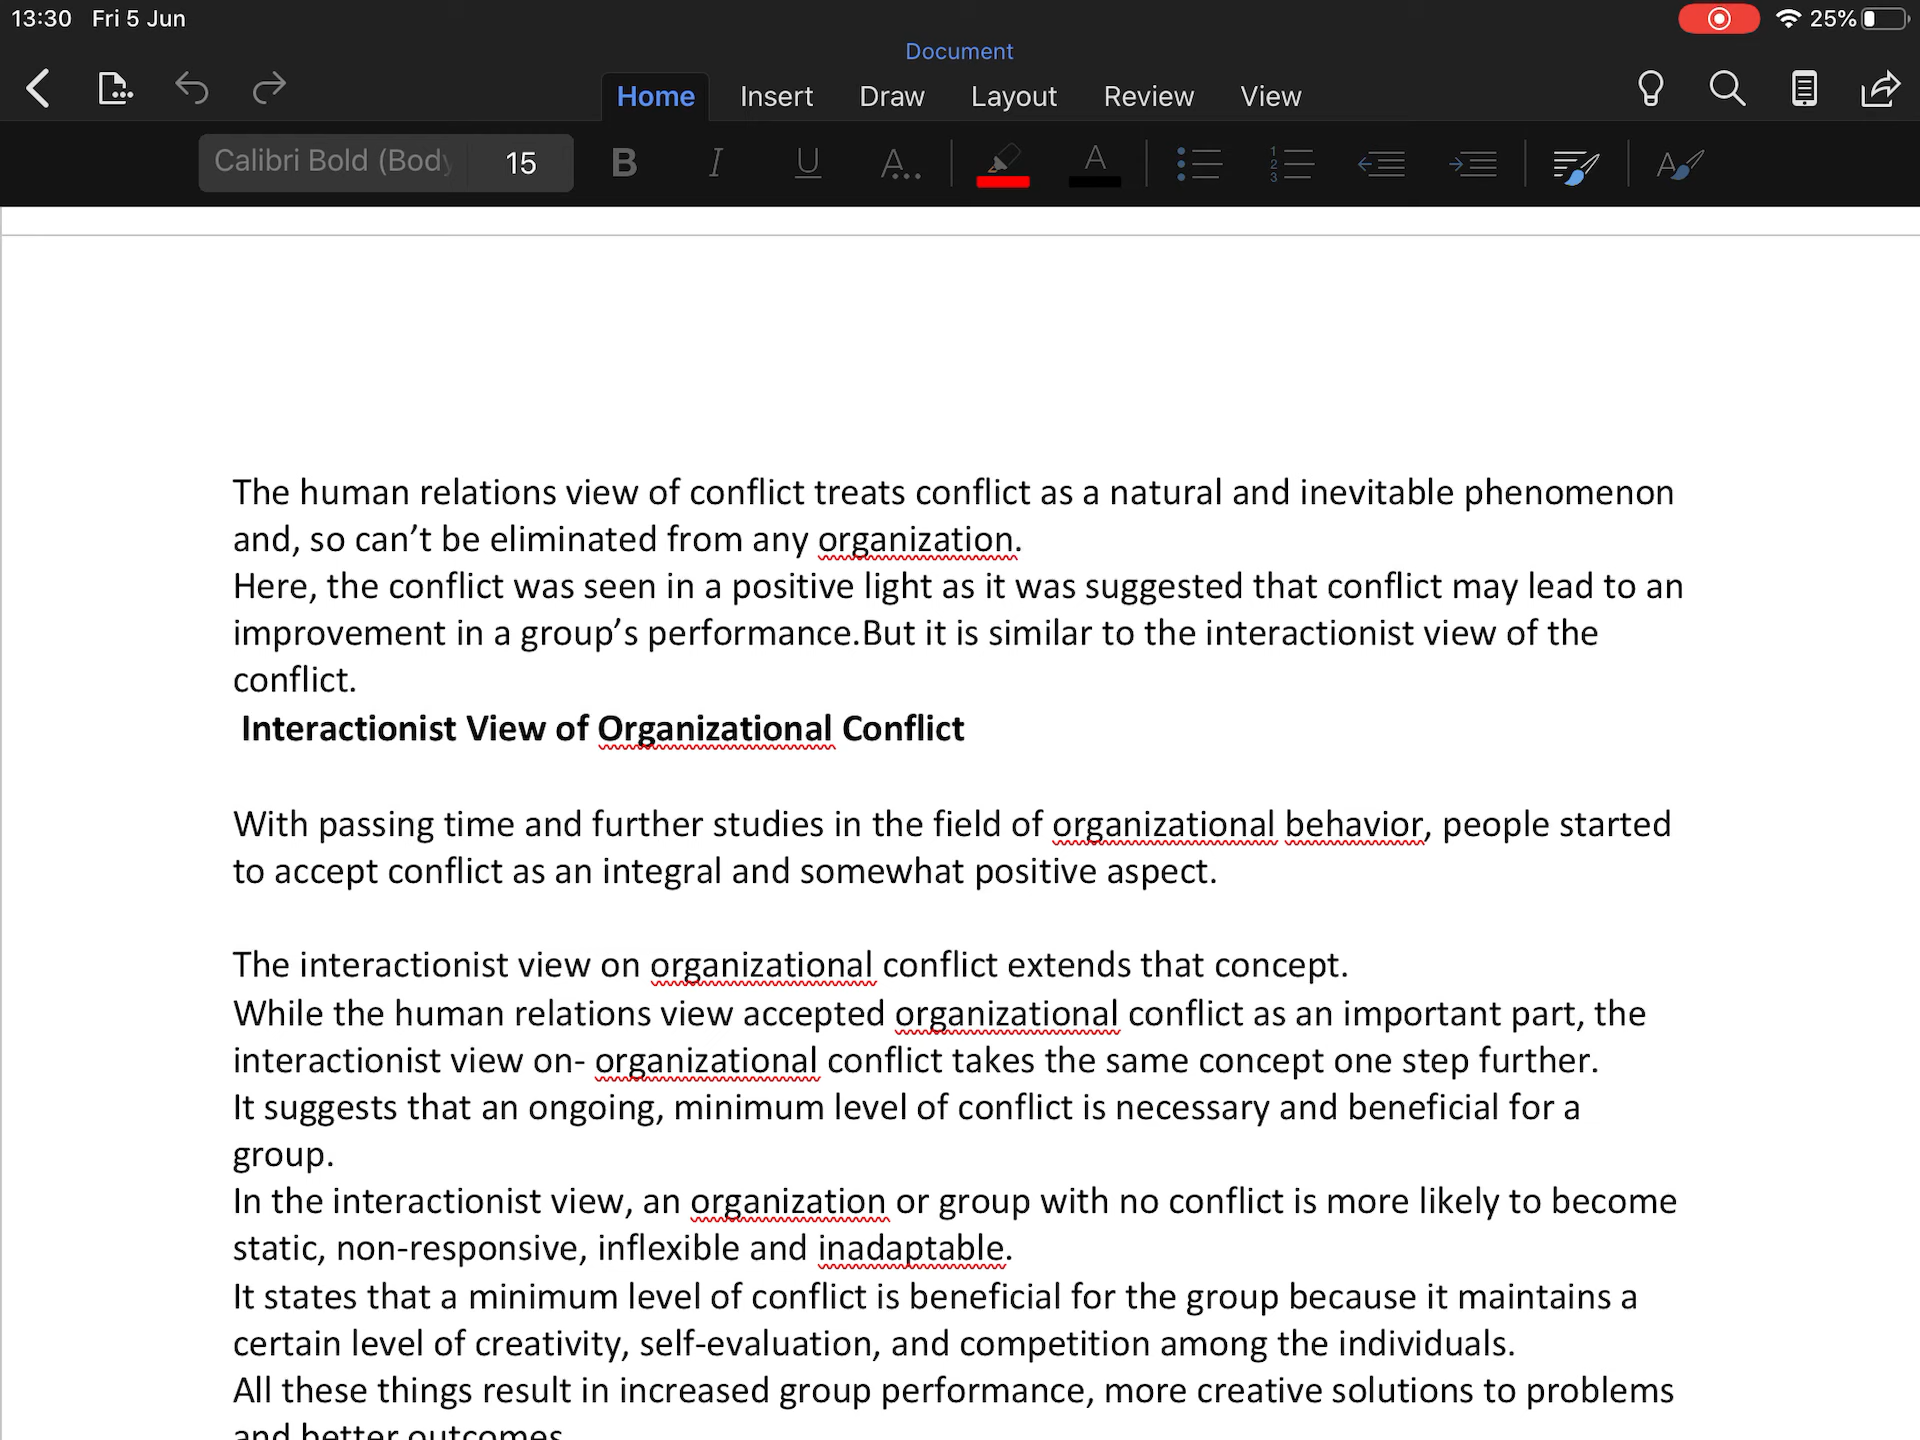 13:30 Fri 5 Jun
25%
Document
Home Insert Draw Layout Review View
Calibri Bold (Body 15 B I U A...
The human relations view of conflict treats conflict as a natural and inevitable phenomenon
and, so can’t be eliminated from any organization.
Here, the conflict was seen in a positive light as it was suggested that conflict may lead to an
improvement in a group’s performance.But it is similar to the interactionist view of the
conflict.
Interactionist View of Organizational Conflict
With passing time and further studies in the field of organizational behavior, people started
to accept conflict as an integral and somewhat positive aspect.
The interactionist view on organizational conflict extends that concept.
While the human relations view accepted organizational conflict as an important part, the
interactionist view on- organizational conflict takes the same concept one step further.
It suggests that an ongoing, minimum level of conflict is necessary and beneficial for a
group.
In the interactionist view, an organization or group with no conflict is more likely to become
static, non-responsive, inflexible and inadaptable.
It states that a minimum level of conflict is beneficial for the group because it maintains a
certain level of creativity, self-evaluation, and competition among the individuals.
All these things result in increased group performance, more creative solutions to problems
and better outcomes.